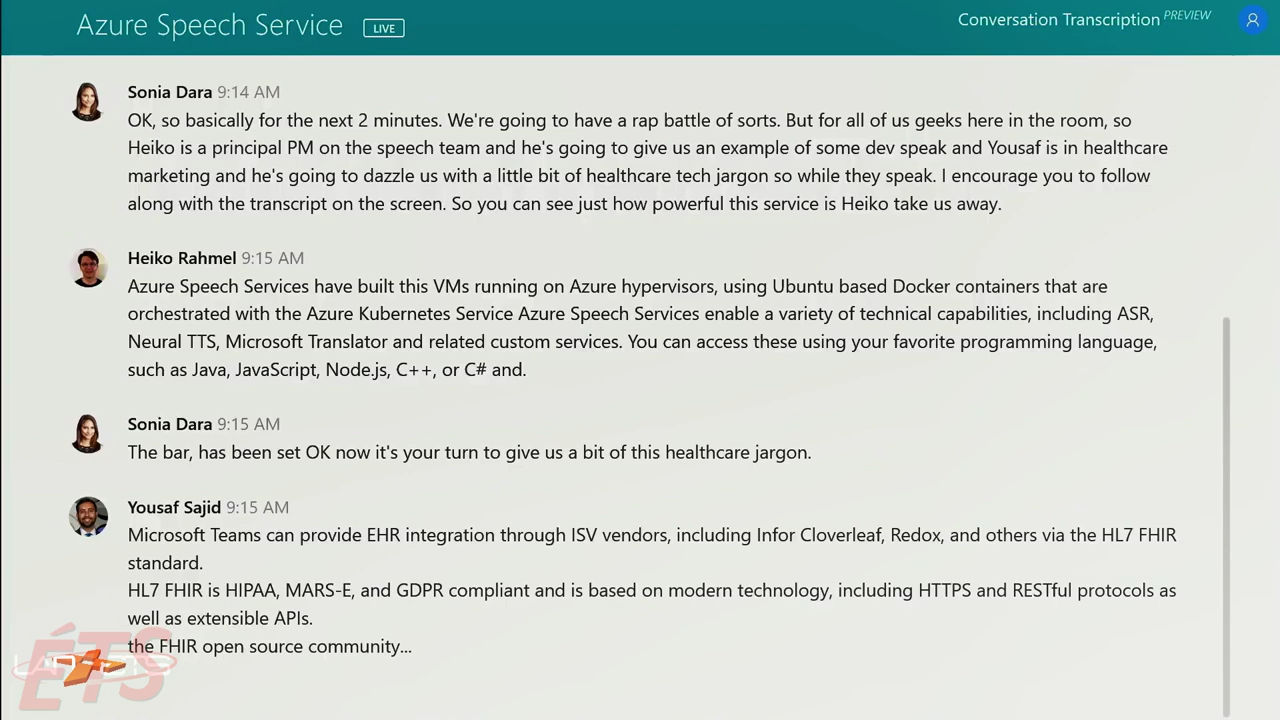 Azure Speech Service LIVE
Conversation Transcription PREVIEW
Sonia Dara 9:14 AM
OK, so basically for the next 2 minutes. We're going to have a rap battle of sorts. But for all of us geeks here in the room, so
Heiko is a principal PM on the speech team and he's going to give us an example of some dev speak and Yousaf is in healthcare
marketing and he's going to dazzle us with a little bit of healthcare tech jargon so while they speak. I encourage you to follow
along with the transcript on the screen. So you can see just how powerful this service is Heiko take us away.
Heiko Rahmel 9:15 AM
Azure Speech Services have built this VMs running on Azure hypervisors, using Ubuntu based Docker containers that are
orchestrated with the Azure Kubernetes Service Azure Speech Services enable a variety of technical capabilities, including ASR,
Neural TTS, Microsoft Translator and related custom services. You can access these using your favorite programming language,
such as Java, JavaScript, Node.js, C++, or C# and.
Sonia Dara 9:15 AM
The bar, has been set OK now it's your turn to give us a bit of this healthcare jargon.
Yousaf Sajid 9:15 AM
Microsoft Teams can provide EHR integration through ISV vendors, including Infor Cloverleaf, Redox, and others via the HL7 FHIR
standard.
HL7 FHIR is HIPAA, MARS-E, and GDPR compliant and is based on modern technology, including HTTPS and RESTful protocols as
well as extensible APIs.
the FHIR open source community...
ÉTS